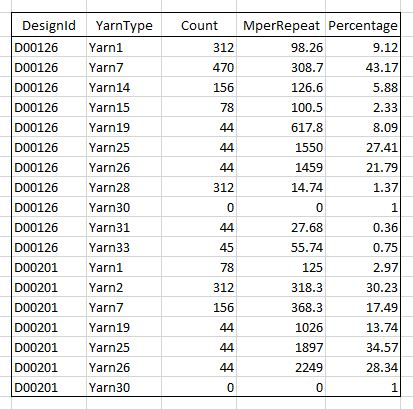 DesignId YarnType Count MperRepeat Percentage
D00126 Yarn1 312 98.26 9.12
D00126 Yarn7 470 308.7 43.17
D00126 Yarn14 156 126.6 5.88
D00126 Yarn15 78 100.5 2.33
D00126 Yarn19 44 617.8 8.09
D00126 Yarn25 44 1550 27.41
D00126 Yarn26 44 1459 21.79
D00126 Yarn28 312 14.74 1.37
D00126 Yarn30 0 0 1
D00126 Yarn31 44 27.68 0.36
D00126 Yarn33 45 55.74 0.75
D00201 Yarn1 78 125 2.97
D00201 Yarn2 312 318.3 30.23
D00201 Yarn7 156 368.3 17.49
D00201 Yarn19 44 1026 13.74
D00201 Yarn25 44 1897 34.57
D00201 Yarn26 44 2249 28.34
D00201 Yarn30 0 0 1